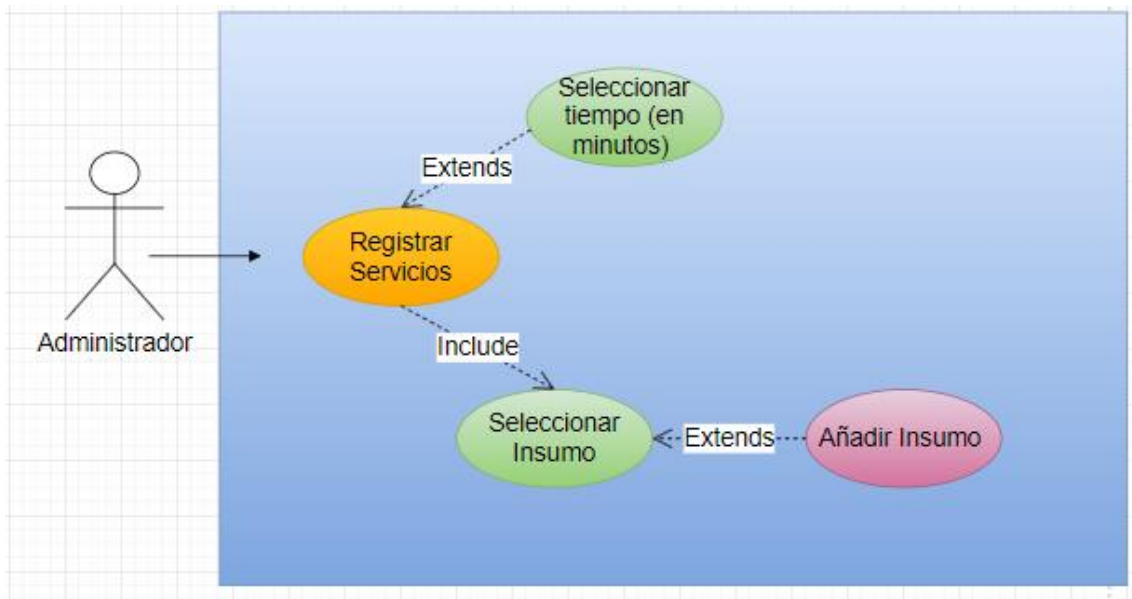 Seleccionar
tiempo (en
minutos)
Extends
Registrar
Servicios
Administrador
Include
Seleccionar
Insumo
Extends
Añadir Insumo